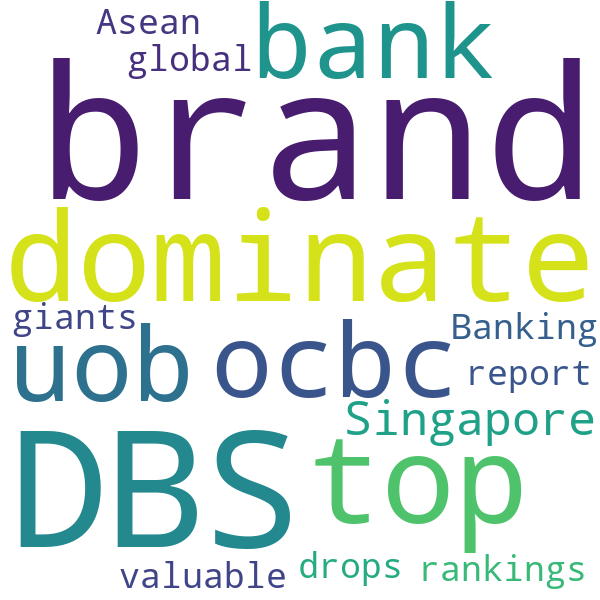 Asean
bank
global
brand
dominate
giants
Banking
uob
ocbc
report
Singapore
DBS
top
drops
rankings
valuable